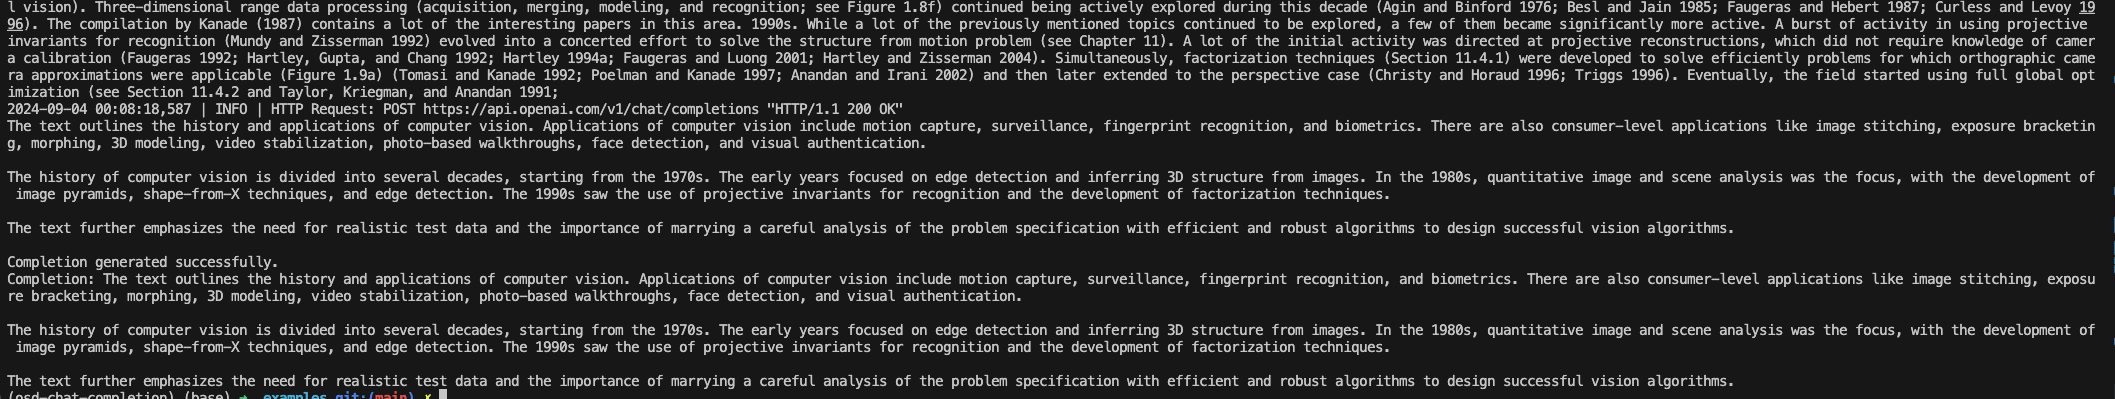 l vision). Three-dimensional range data processing (acquisition, merging, modeling, and recognition; see Figure 1.8f) continued being actively explored during this decade (Agin and Binford 1976; Besl and Jain 1985; Faugeras and Hebert 1987; Curless and Levoy 19
96). The compilation by Kanade (1987) contains a lot of the interesting papers in this area. 1990s. While a lot of the previously mentioned topics continued to be explored, a few of them became significantly more active. A burst of activity in using projective
invariants for recognition (Mundy and Zisserman 1992) evolved into a concerted effort to solve the structure from motion problem (see Chapter 11). A lot of the initial activity was directed at projective reconstructions, which did not require knowledge of camer
a calibration (Faugeras 1992; Hartley, Gupta, and Chang 1992; Hartley 1994a; Faugeras and Luong 2001; Hartley and Zisserman 2004). Simultaneously, factorization techniques (Section 11.4.1) were developed to solve efficiently problems for which orthographic came
ra approximations were applicable (Figure 1.9a) (Tomasi and Kanade 1992; Poelman and Kanade 1997; Anandan and Irani 2002) and then later extended to the perspective case (Christy and Horaud 1996; Triggs 1996). Eventually, the field started using full global opt
imization (see Section 11.4.2 and Taylor, Kriegman, and Anandan 1991;
2024-09-04 00:08:18,587 | INFO | HTTP Request: POST https://api.openai.com/v1/chat/completions "HTTP/1.1 200 OK"
The text outlines the history and applications of computer vision. Applications of computer vision include motion capture, surveillance, fingerprint recognition, and biometrics. There are also consumer-level applications like image stitching, exposure bracketin
g, morphing, 3D modeling, video stabilization, photo-based walkthroughs, face detection, and visual authentication.
The history of computer vision is divided into several decades, starting from the 1970s. The early years focused on edge detection and inferring 3D structure from images. In the 1980s, quantitative image and scene analysis was the focus, with the development of
image pyramids, shape-from-X techniques, and edge detection. The 1990s saw the use of projective invariants for recognition and the development of factorization techniques.
The text further emphasizes the need for realistic test data and the importance of marrying a careful analysis of the problem specification with efficient and robust algorithms to design successful vision algorithms.
Completion generated successfully.
Completion: The text outlines the history and applications of computer vision. Applications of computer vision include motion capture, surveillance, fingerprint recognition, and biometrics. There are also consumer-level applications like image stitching, exposu
re bracketing, morphing, 3D modeling, video stabilization, photo-based walkthroughs, face detection, and visual authentication.
The history of computer vision is divided into several decades, starting from the 1970s. The early years focused on edge detection and inferring 3D structure from images. In the 1980s, quantitative image and scene analysis was the focus, with the development of
image pyramids, shape-from-X techniques, and edge detection. The 1990s saw the use of projective invariants for recognition and the development of factorization techniques.
The text further emphasizes the need for realistic test data and the importance of marrying a careful analysis of the problem specification with efficient and robust algorithms to design successful vision algorithms.
(osd-chat-completion) (base) ➜ examples git:(main) ✗